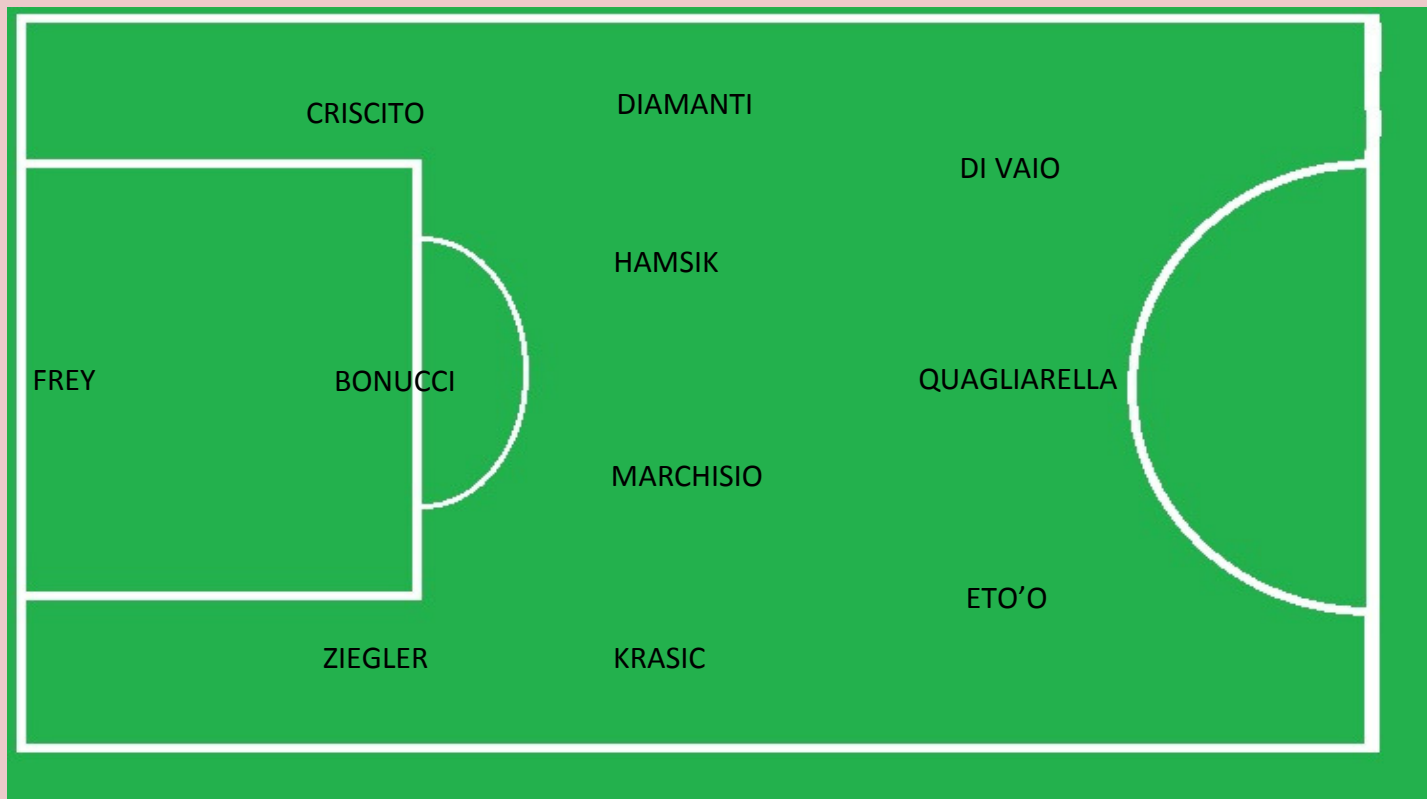 DIAMANTI
CRISCITO
DI VAIO
HAMSIK
FREY
BONUCCI
QUAGLIARELLA
MARCHISIO
ETO’O
ZIEGLER
KRASIC